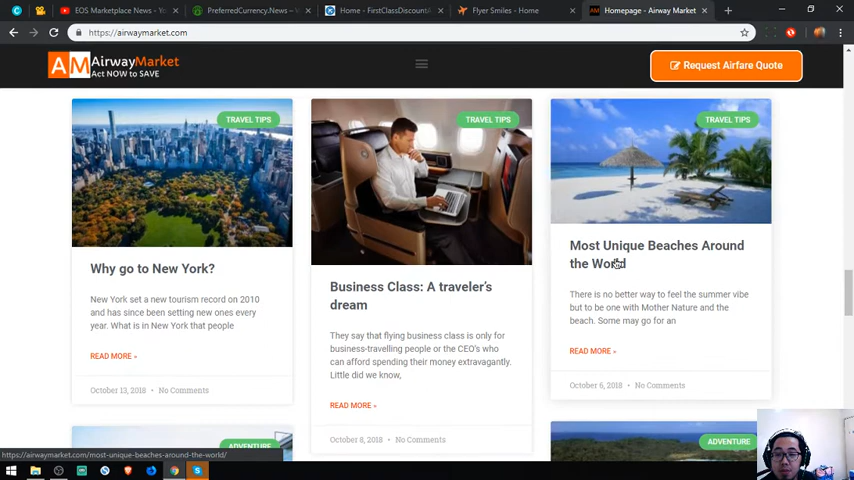 EOS Marketplace News - Yo
PreferredCurrency.News - V
Home - FirstClassDiscountA
Flyer Smiles - Home
Homepage - Airway Market
https://airwaymarket.com
AM AirwayMarket
Act NOW to SAVE
Request Airfare Quote
TRAVEL TIPS
Why go to New York?
New York set a new tourism record on 2010
and has since been setting new ones every
year. What is in New York that people
READ MORE »
October 13, 2018 • No Comments
TRAVEL TIPS
Business Class: A traveler's
dream
They say that flying business class is only for
business-travelling people or the CEO's who
can afford spending their money extravagantly.
Little did we know,
READ MORE »
October 8, 2018 • No Comments
TRAVEL TIPS
Most Unique Beaches Around
the World
There is no better way to feel the summer vibe
but to be one with Mother Nature and the
beach. Some may go for an
READ MORE »
October 6, 2018 • No Comments
ADVENTURE
ADVENTURE
https://airwaymarket.com/most-unique-beaches-around-the-world/